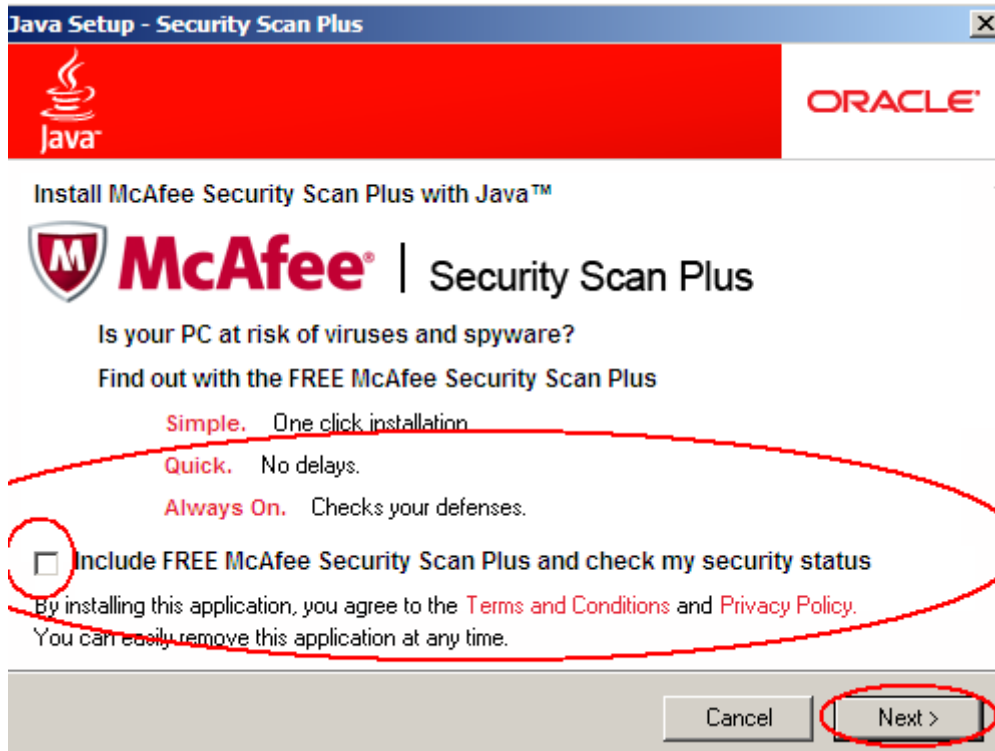 Java Setup - Security Scan Plus
Java™
ORACLE®
Install McAfee Security Scan Plus with Java™
McAfee® | Security Scan Plus
Is your PC at risk of viruses and spyware?
Find out with the FREE McAfee Security Scan Plus
Simple. One click installation
Quick. No delays.
Always On. Checks your defenses.
Include FREE McAfee Security Scan Plus and check my security status
By installing this application, you agree to the Terms and Conditions and Privacy Policy.
You can easily remove this application at any time.
Cancel
Next >